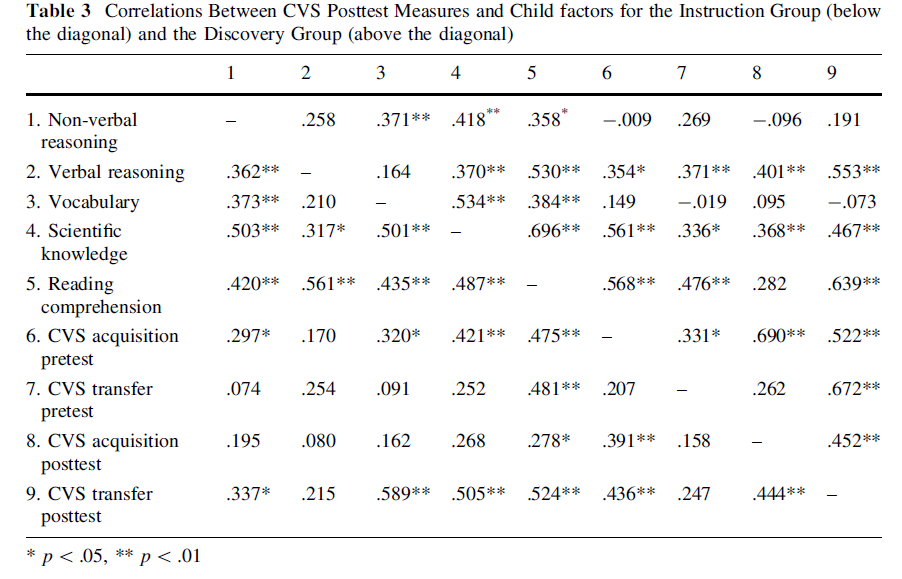 Table 3 Correlations Between CVS Posttest Measures and Child factors for the Instruction Group (below
the diagonal) and the Discovery Group (above the diagonal)
1 2 3 4 5 6 7 8 9
1. Non-verbal – .258 .371** .418** .358* −.009 .269 −.096 .191
reasoning
2. Verbal reasoning .362** – .164 .370** .530** .354* .371** .401** .553**
3. Vocabulary .373** .210 – .534** .384** .149 −.019 .095 −.073
4. Scientific .503** .317* .501** – .696** .561** .336* .368** .467**
knowledge
5. Reading .420** .561** .435** .487** – .568** .476** .282 .639**
comprehension
6. CVS acquisition .297* .170 .320* .421** .475** – .331* .690** .522**
pretest
7. CVS transfer .074 .254 .091 .252 .481** .207 – .262 .672**
pretest
8. CVS acquisition .195 .080 .162 .268 .278* .391** .158 – .452**
posttest
9. CVS transfer .337* .215 .589** .505** .524** .436** .247 .444** –
posttest
* p < .05, ** p < .01